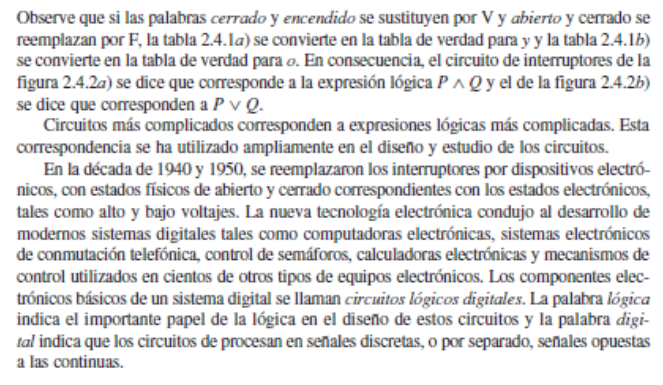 Observe que si las palabras cerrado y encendido se sustituyen por V y abierto y cerrado se
reemplazan por F, la tabla 2.4.1a) se convierte en la tabla de verdad para y y la tabla 2.4.1b)
se convierte en la tabla de verdad para o. En consecuencia, el circuito de interruptores de la
figura 2.4.2a) se dice que corresponde a la expresión lógica P ∧ Q y el de la figura 2.4.2b)
se dice que corresponden a P ∨ Q.
Circuitos más complicados corresponden a expresiones lógicas más complicadas. Esta
correspondencia se ha utilizado ampliamente en el diseño y estudio de los circuitos.
En la década de 1940 y 1950, se reemplazaron los interruptores por dispositivos electró-
nicos, con estados físicos de abierto y cerrado correspondientes con los estados electrónicos,
tales como alto y bajo voltajes. La nueva tecnología electrónica condujo al desarrollo de
modernos sistemas digitales tales como computadoras electrónicas, sistemas electrónicos
de conmutación telefónica, control de semáforos, calculadoras electrónicas y mecanismos de
control utilizados en cientos de otros tipos de equipos electrónicos. Los componentes elec-
trónicos básicos de un sistema digital se llaman circuitos lógicos digitales. La palabra lógica
indica el importante papel de la lógica en el diseño de estos circuitos y la palabra digi-
tal indica que los circuitos de procesan en señales discretas, o por separado, señales opuestas
a las continuas.